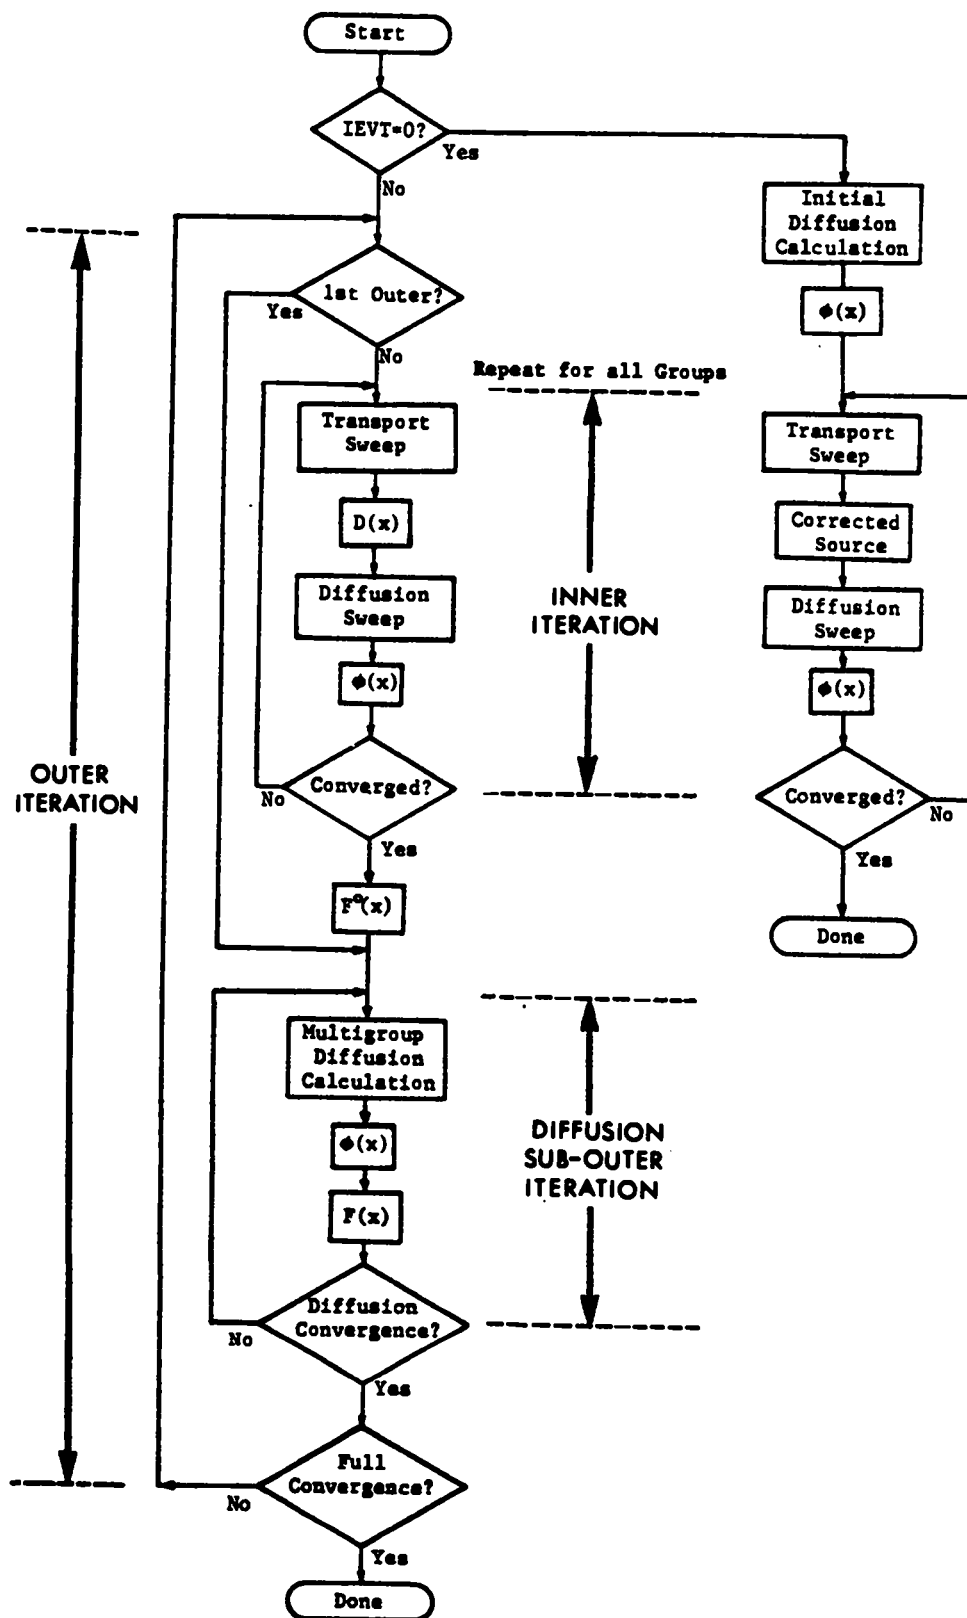 Start
IEVT=0?
Yes
No
Initial
Diffusion
Calculation
ϕ(x)
1st Outer?
Yes
No
Repeat for all Groups
Transport
Sweep
D(x)
Diffusion
Sweep
ϕ(x)
Converged?
No
Yes
F°(x)
INNER
ITERATION
Transport
Sweep
Corrected
Source
Diffusion
Sweep
ϕ(x)
Converged?
No
Yes
Done
OUTER
ITERATION
Multigroup
Diffusion
Calculation
ϕ(x)
F(x)
Diffusion
Convergence?
No
Yes
DIFFUSION
SUB-OUTER
ITERATION
Full
Convergence?
No
Yes
Done